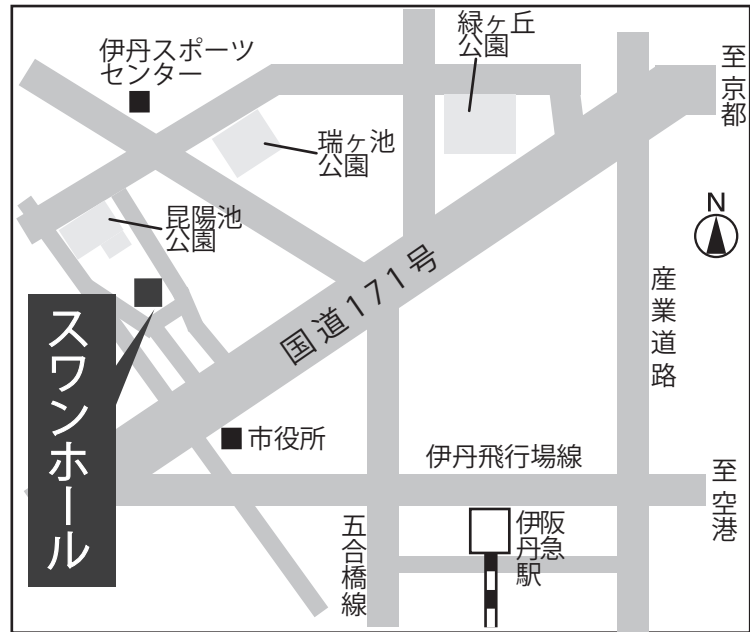 伊丹スポーツ
センター
緑ヶ丘
公園
至京都
瑞ヶ池
公園
昆陽池
公園
N
国道171号
産業道路
スワンホール
市役所
伊丹飛行場線
至空港
五合橋線
阪急
伊丹駅